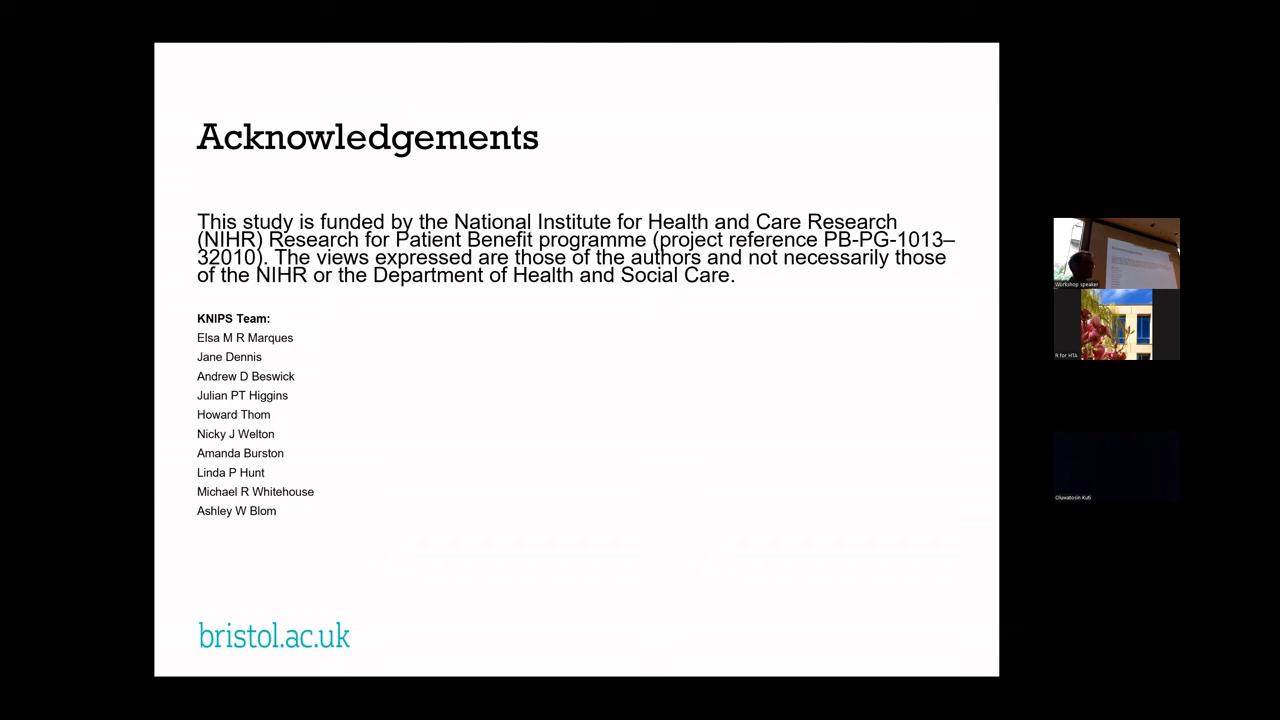 Acknowledgements
This study is funded by the National Institute for Health and Care Research
(NIHR) Research for Patient Benefit programme (project reference PB-PG-1013–
32010). The views expressed are those of the authors and not necessarily those
of the NIHR or the Department of Health and Social Care.
KNIPS Team:
Elsa M R Marques
Jane Dennis
Andrew D Beswick
Julian PT Higgins
Howard Thom
Nicky J Welton
Amanda Burston
Linda P Hunt
Michael R Whitehouse
Ashley W Blom
bristol.ac.uk
Workshop speaker
R for HTA
Oluwatosin Kuti